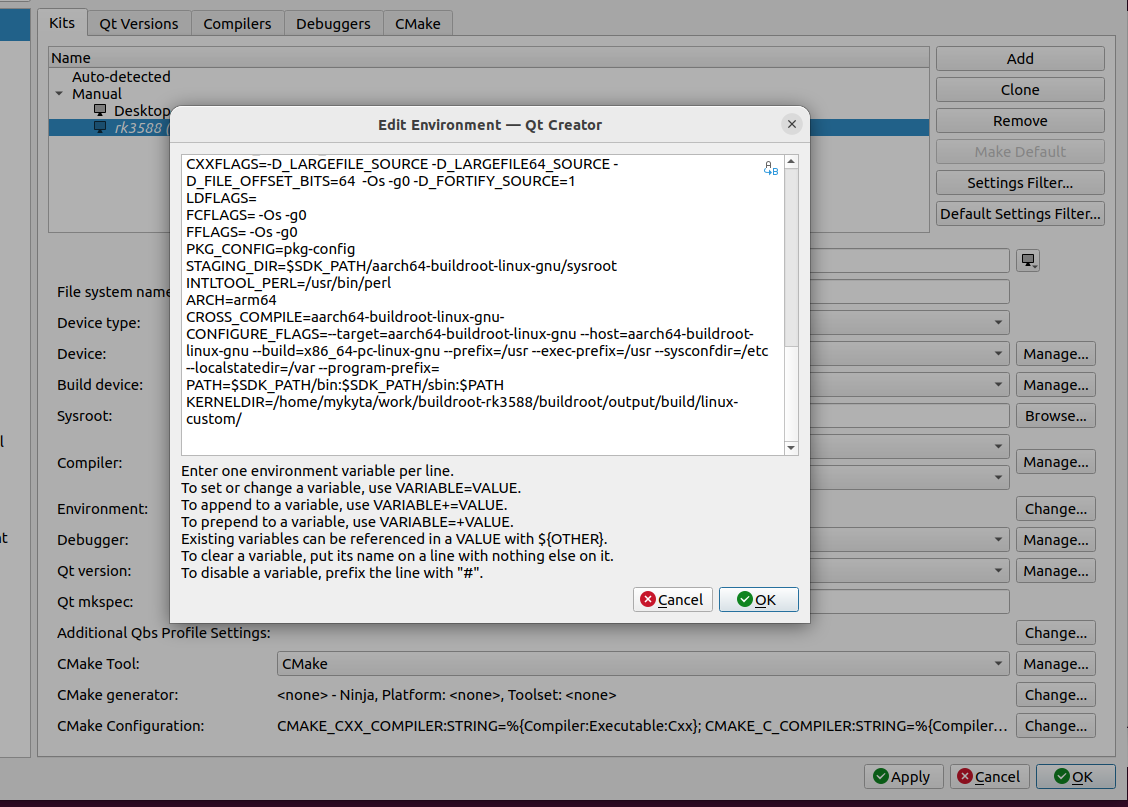 Kits
Qt Versions
Compilers
Debuggers
CMake
Name
Auto-detected
Manual
Desktop
rk3588 (
Add
Clone
Remove
Make Default
Settings Filter...
Default Settings Filter...
Edit Environment — Qt Creator
CXXFLAGS=-D_LARGEFILE_SOURCE -D_LARGEFILE64_SOURCE -
D_FILE_OFFSET_BITS=64  -Os -g0 -D_FORTIFY_SOURCE=1
LDFLAGS=
FCFLAGS= -Os -g0
FFLAGS= -Os -g0
PKG_CONFIG=pkg-config
STAGING_DIR=$SDK_PATH/aarch64-buildroot-linux-gnu/sysroot
INTLTOOL_PERL=/usr/bin/perl
ARCH=arm64
CROSS_COMPILE=aarch64-buildroot-linux-gnu-
CONFIGURE_FLAGS=--target=aarch64-buildroot-linux-gnu --host=aarch64-buildroot-
linux-gnu --build=x86_64-pc-linux-gnu --prefix=/usr --exec-prefix=/usr --sysconfdir=/etc
--localstatedir=/var --program-prefix=
PATH=$SDK_PATH/bin:$SDK_PATH/sbin:$PATH
KERNELDIR=/home/mykyta/work/buildroot-rk3588/buildroot/output/build/linux-
custom/
Enter one environment variable per line.
To set or change a variable, use VARIABLE=VALUE.
To append to a variable, use VARIABLE+=VALUE.
To prepend to a variable, use VARIABLE=+VALUE.
Existing variables can be referenced in a VALUE with ${OTHER}.
To clear a variable, put its name on a line with nothing else on it.
To disable a variable, prefix the line with "#".
Cancel
OK
File system name
Device type:
Device:
Manage...
Build device:
Manage...
Sysroot:
Browse...
Compiler:
Manage...
Environment:
Change...
Debugger:
Manage...
Qt version:
Manage...
Qt mkspec:
Additional Qbs Profile Settings:
Change...
CMake Tool:
CMake
Manage...
CMake generator:
<none> - Ninja, Platform: <none>, Toolset: <none>
Change...
CMake Configuration:
CMAKE_CXX_COMPILER:STRING=%{Compiler:Executable:Cxx}; CMAKE_C_COMPILER:STRING=%{Compiler...
Change...
Apply
Cancel
OK